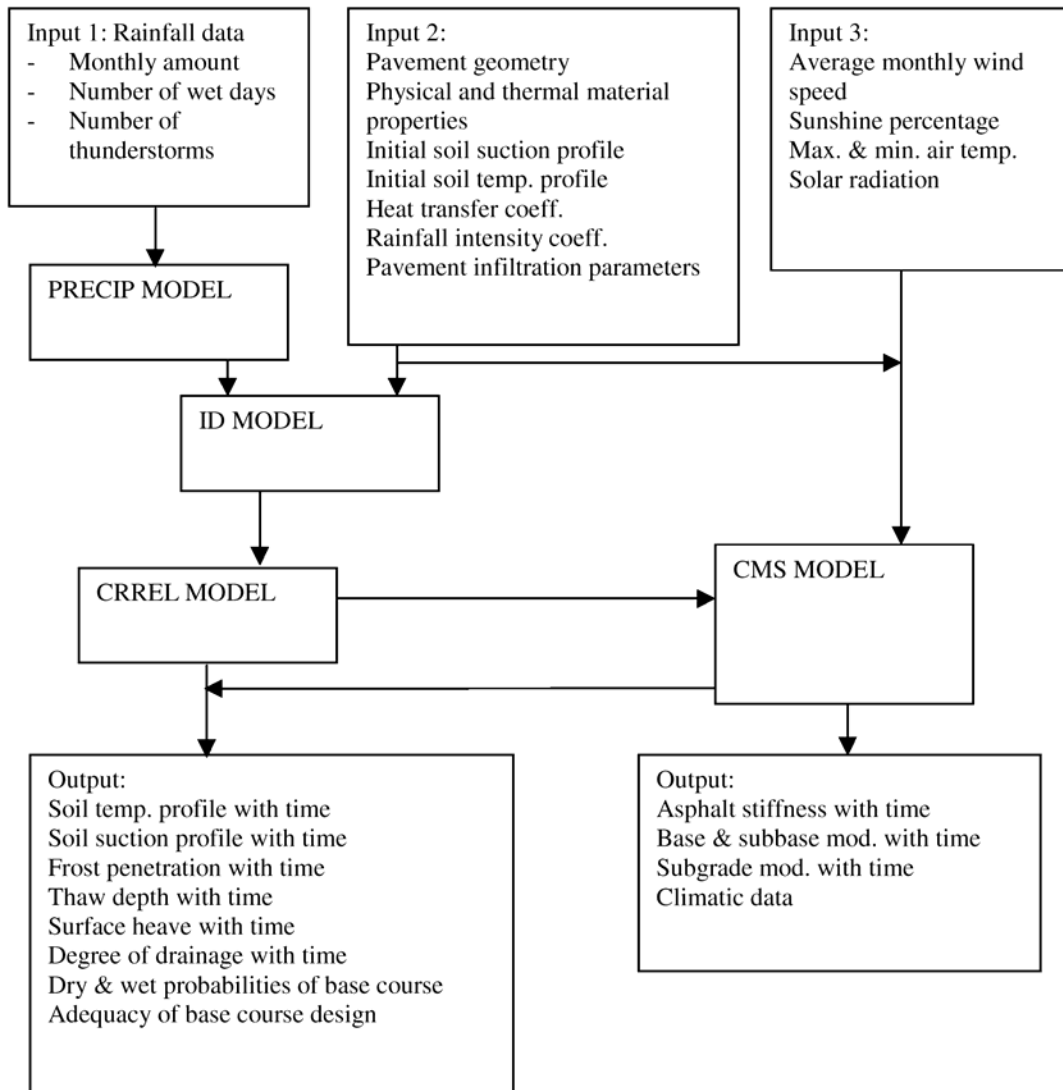 Input 1: Rainfall data
- Monthly amount
- Number of wet days
- Number of
thunderstorms
Input 2:
Pavement geometry
Physical and thermal material
properties
Initial soil suction profile
Initial soil temp. profile
Heat transfer coeff.
Rainfall intensity coeff.
Pavement infiltration parameters
Input 3:
Average monthly wind
speed
Sunshine percentage
Max. & min. air temp.
Solar radiation
PRECIP MODEL
ID MODEL
CRREL MODEL
CMS MODEL
Output:
Soil temp. profile with time
Soil suction profile with time
Frost penetration with time
Thaw depth with time
Surface heave with time
Degree of drainage with time
Dry & wet probabilities of base course
Adequacy of base course design
Output:
Asphalt stiffness with time
Base & subbase mod. with time
Subgrade mod. with time
Climatic data